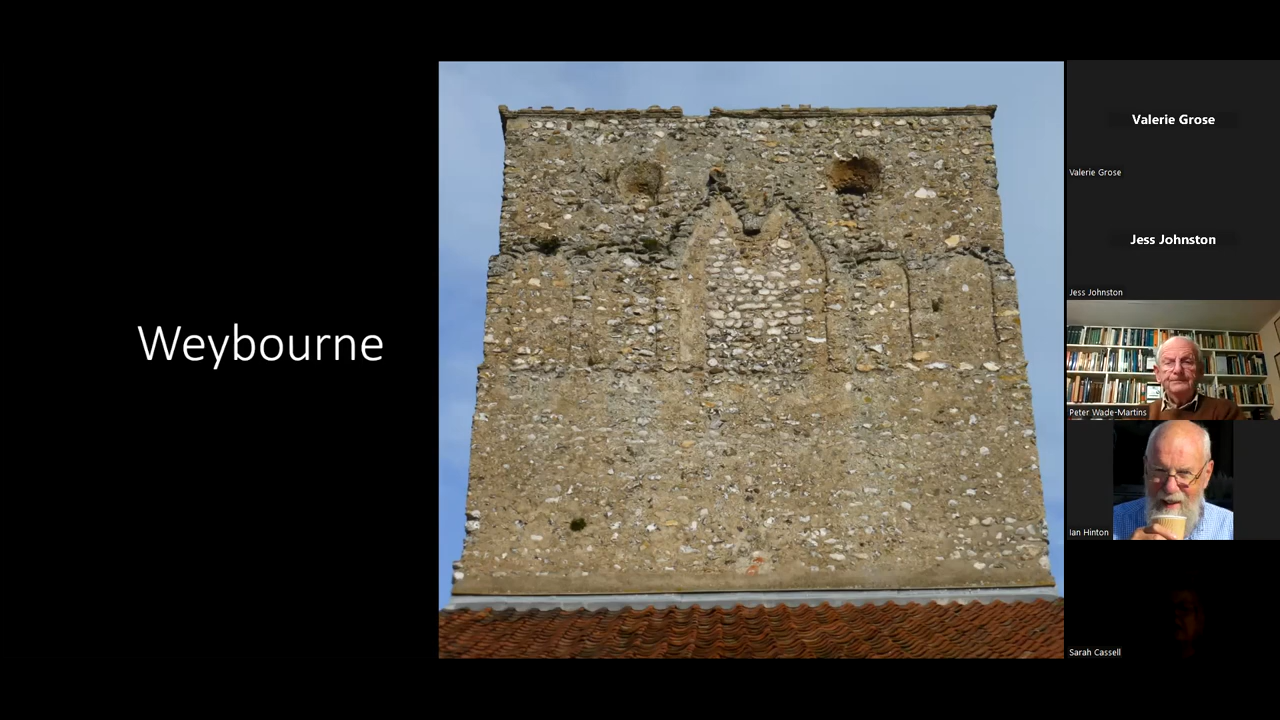 Weybourne
Valerie Grose
Valerie Grose
Jess Johnston
Jess Johnston
Peter Wade-Martins
Ian Hinton
Sarah Cassell